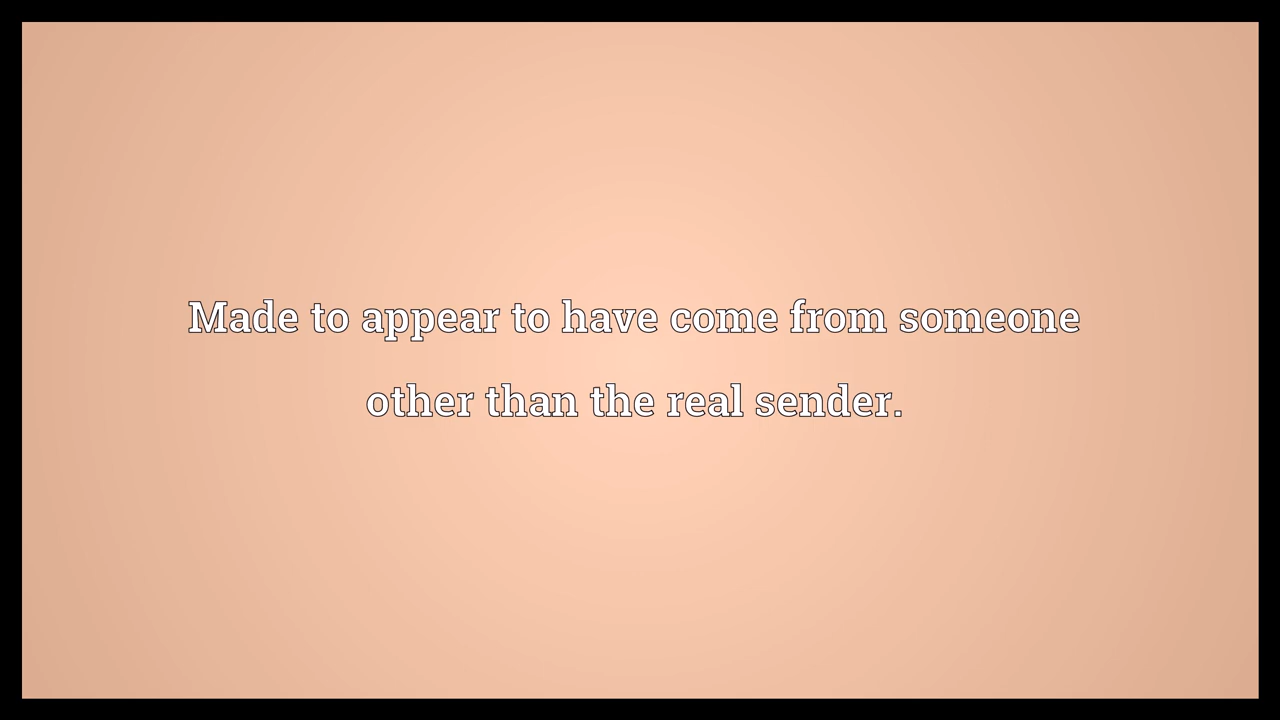 Made to appear to have come from someone
other than the real sender.